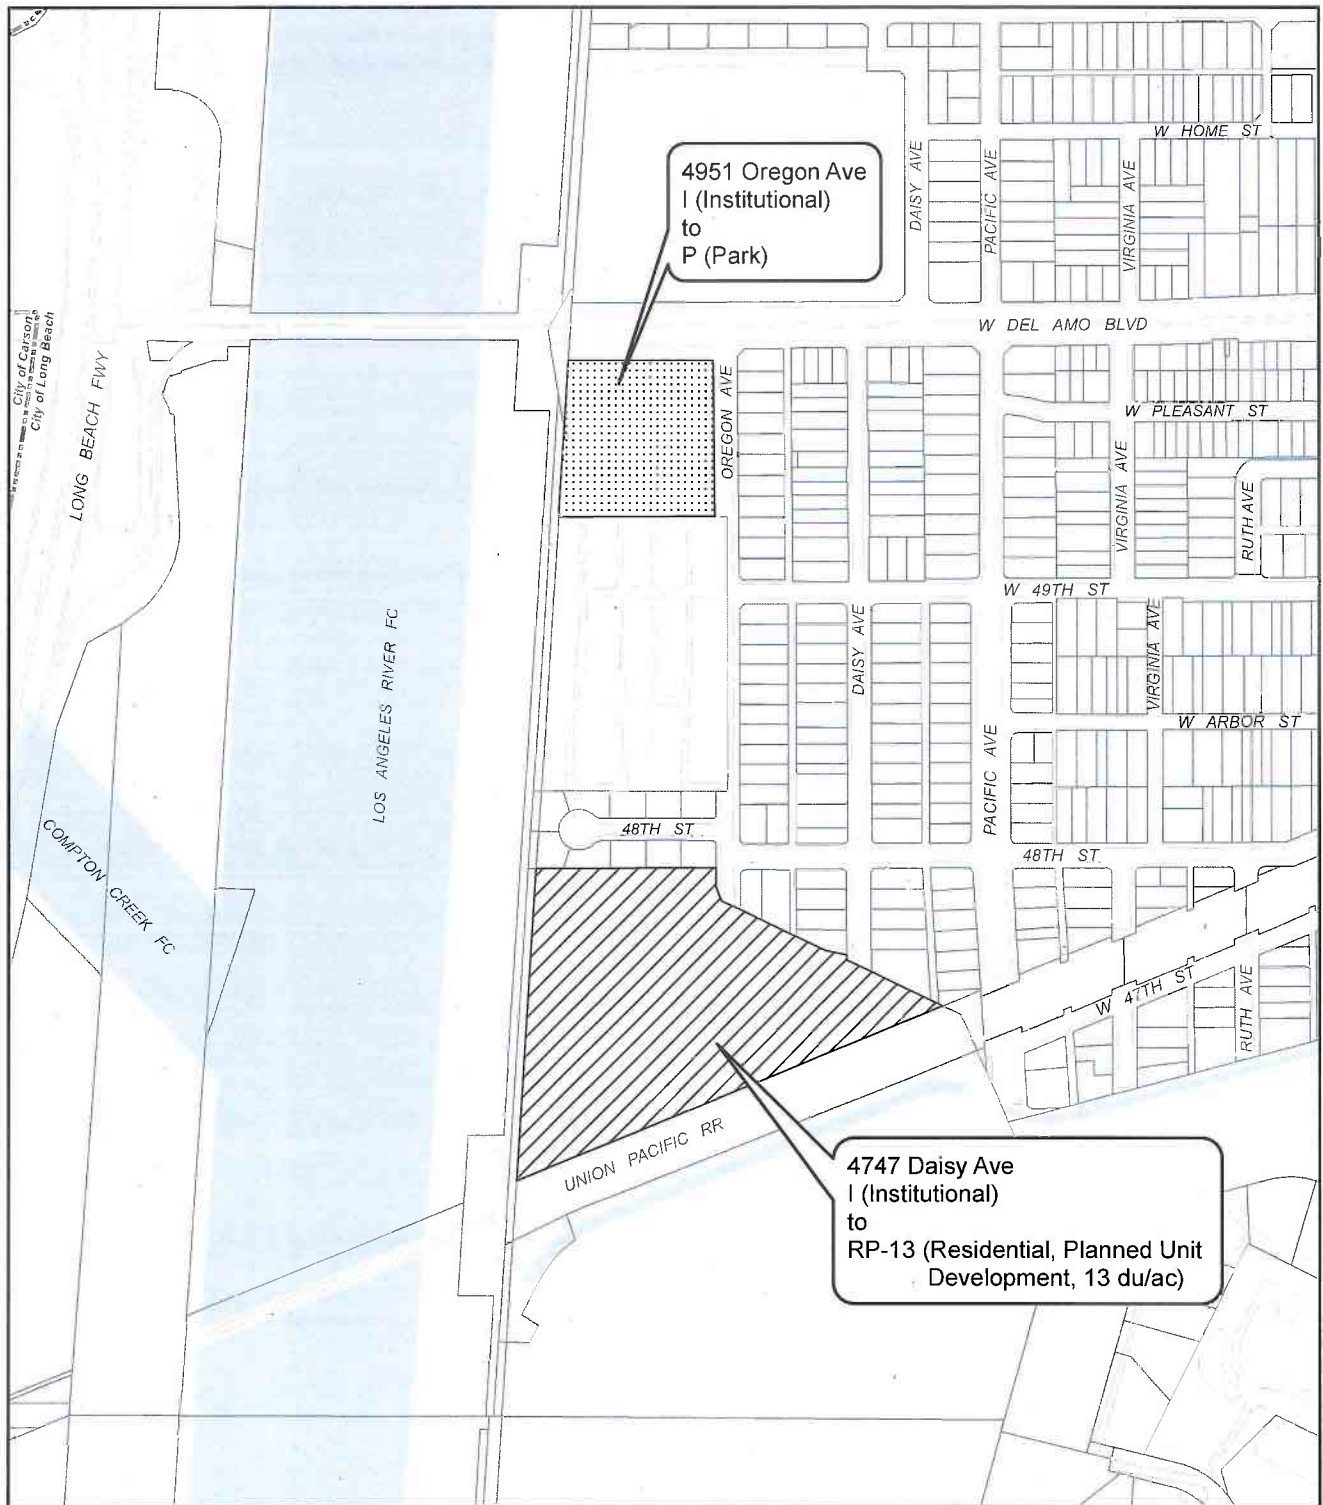 W HOME ST
4951 Oregon Ave
I (Institutional)
to
P (Park)
DAISY AVE
PACIFIC AVE
VIRGINIA AVE
W DEL AMO BLVD
City of Carson
City of Long Beach
LONG BEACH FWY
OREGON AVE
W PLEASANT ST
VIRGINIA AVE
RUTH AVE
W 49TH ST
LOS ANGELES RIVER FC
DAISY AVE
VIRGINIA AVE
W ARBOR ST
PACIFIC AVE
48TH ST
48TH ST
COMPTON CREEK FC
W 47TH ST
RUTH AVE
UNION PACIFIC RR
4747 Daisy Ave
I (Institutional)
to
RP-13 (Residential, Planned Unit
Development, 13 du/ac)